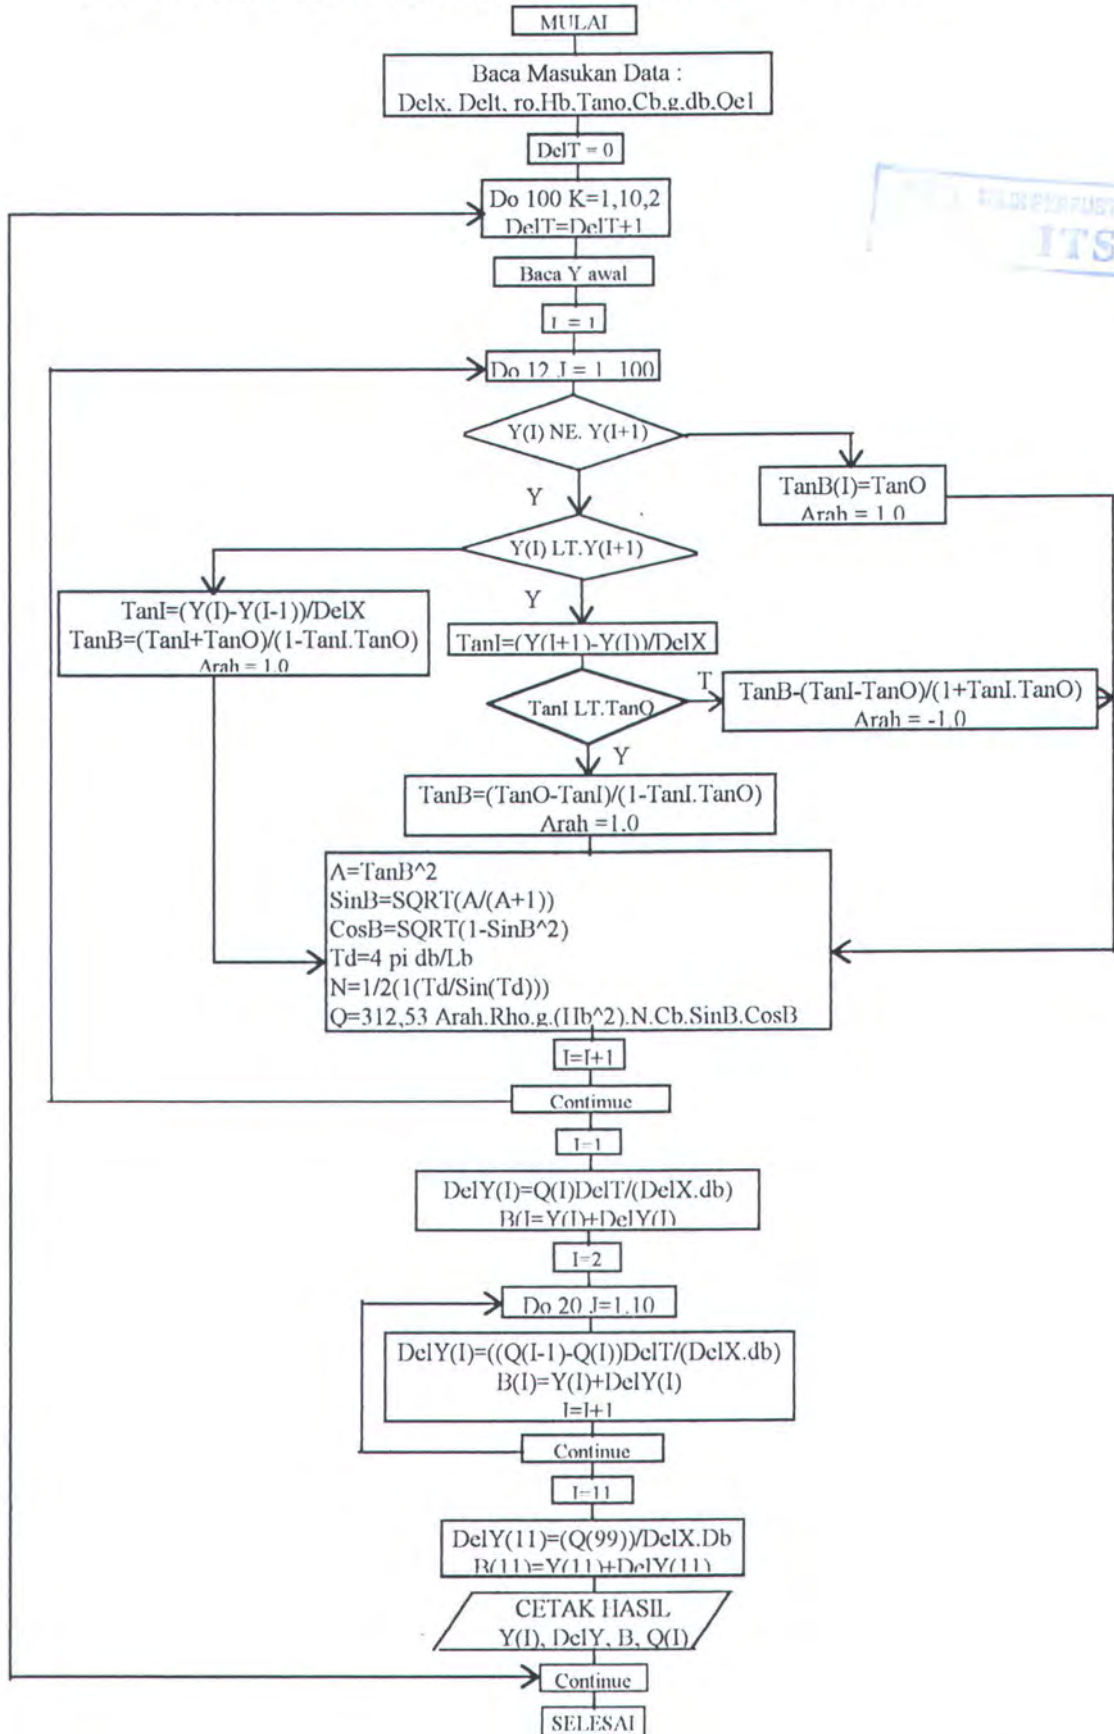 MULAI
Baca Masukan Data :
Delx, Delt, ro,Hb,Tano,Cb,g,db,Qel
DelT = 0
Do 100 K=1,10,2
DelT=DelT+1
Baca Y awal
I = 1
Do 12 J = 1 100
Y(I) NE. Y(I+1)
TanB(I)=TanO
Arah = 1.0
Y
Y(I) LT.Y(I+1)
TanI=(Y(I)-Y(I-1))/DelX
TanB=(TanI+TanO)/(1-TanI.TanO)
Arah = 1.0
Y
TanI=(Y(I+1)-Y(I))/DelX
TanI LT.TanO
T
TanB-(TanI-TanO)/(1+TanI.TanO)
Arah = -1.0
Y
TanB=(TanO-TanI)/(1-TanI.TanO)
Arah =1.0
A=TanB^2
SinB=SQRT(A/(A+1))
CosB=SQRT(1-SinB^2)
Td=4 pi db/Lb
N=1/2(1(Td/Sin(Td)))
Q=312,53 Arah.Rho.g.(Hb^2).N.Cb.SinB.CosB
I=I+1
Continue
I=1
DelY(I)=Q(I)DelT/(DelX.db)
B(I=Y(I)+DelY(I)
I=2
Do 20 J=1,10
DelY(I)=((Q(I-1)-Q(I))DelT/(DelX.db)
B(I)=Y(I)+DelY(I)
I=I+1
Continue
I=11
DelY(11)=(Q(99))/DelX.Db
B(11)=Y(11)+DelY(11)
CETAK HASIL
Y(I), DelY, B, Q(I)
Continue
SELESAI
ITS